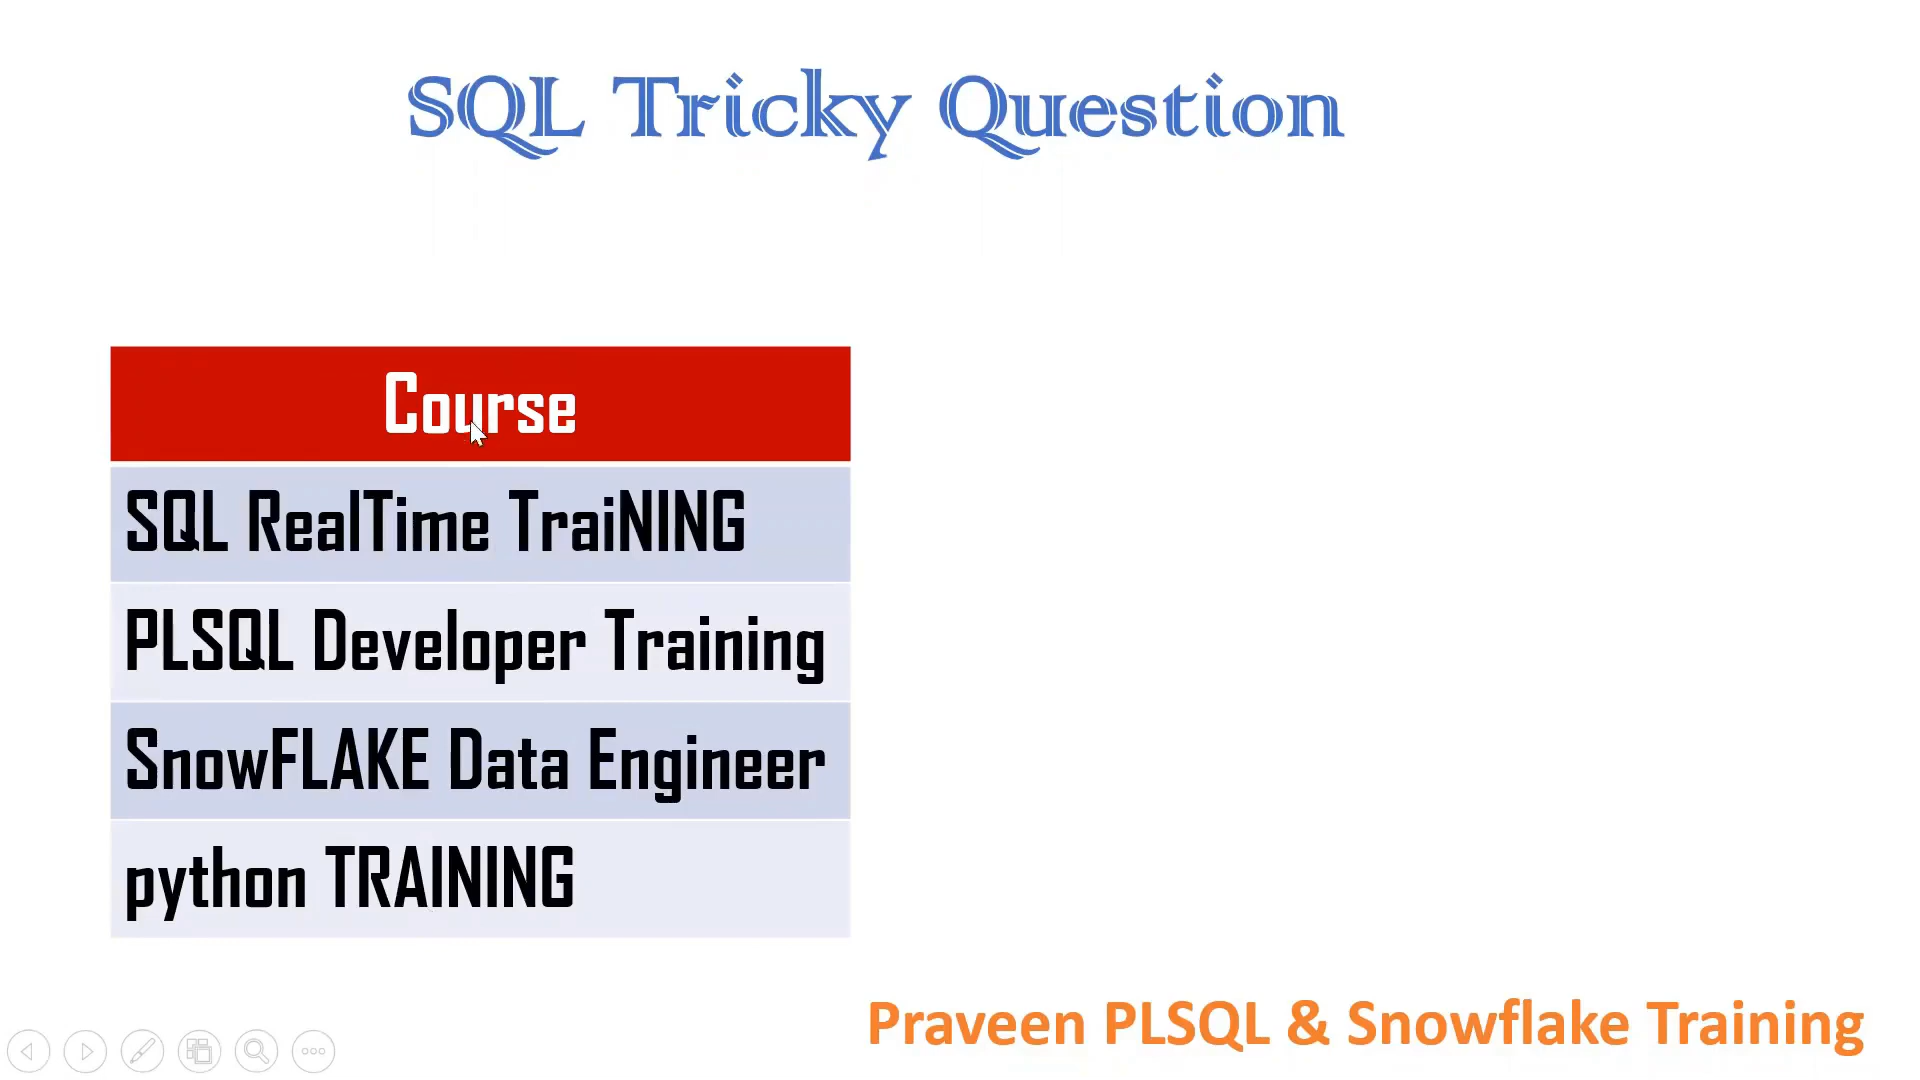 SQL Tricky Question
Course
SQL RealTime TraiNING
PLSQL Developer Training
SnowFLAKE Data Engineer
python TRAINING
Praveen PLSQL & Snowflake Training